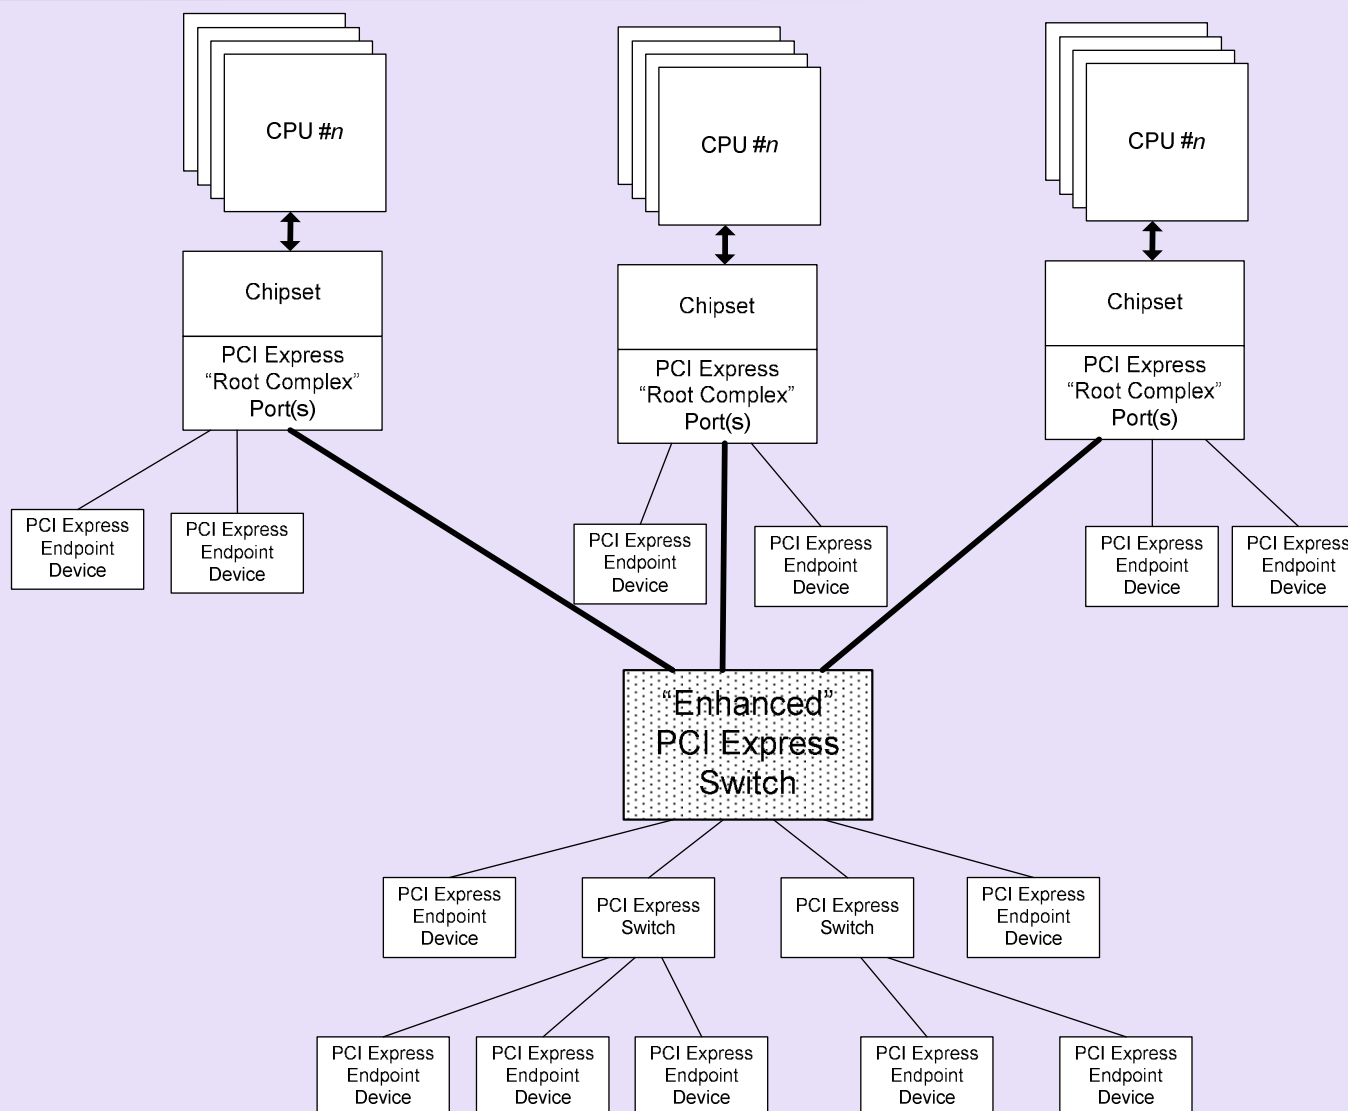 CPU #n
CPU #n
CPU #n
Chipset
Chipset
Chipset
PCI Express
“Root Complex”
Port(s)
PCI Express
“Root Complex”
Port(s)
PCI Express
“Root Complex”
Port(s)
PCI Express
Endpoint
Device
PCI Express
Endpoint
Device
PCI Express
Endpoint
Device
PCI Express
Endpoint
Device
PCI Express
Endpoint
Device
PCI Express
Endpoint
Device
“Enhanced”
PCI Express
Switch
PCI Express
Endpoint
Device
PCI Express
Switch
PCI Express
Switch
PCI Express
Endpoint
Device
PCI Express
Endpoint
Device
PCI Express
Endpoint
Device
PCI Express
Endpoint
Device
PCI Express
Endpoint
Device
PCI Express
Endpoint
Device